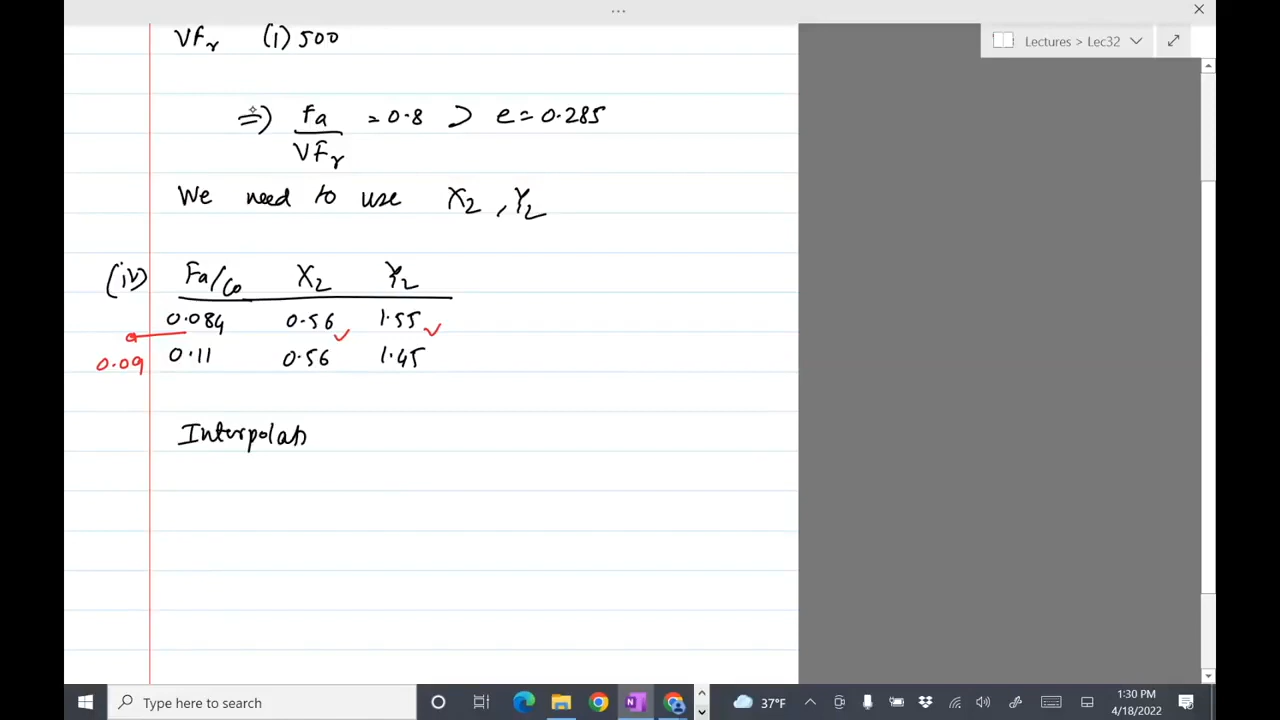 Lectures > Lec32
VFr (1) 500
=> Fa/VFr = 0.8 > e = 0.285
We need to use X2, Y2
(iv) Fa/Co X2 Y2
0.084 0.56 1.55
0.09 0.11 0.56 1.45
Interpolab
Type here to search
37°F
1:30 PM
4/18/2022